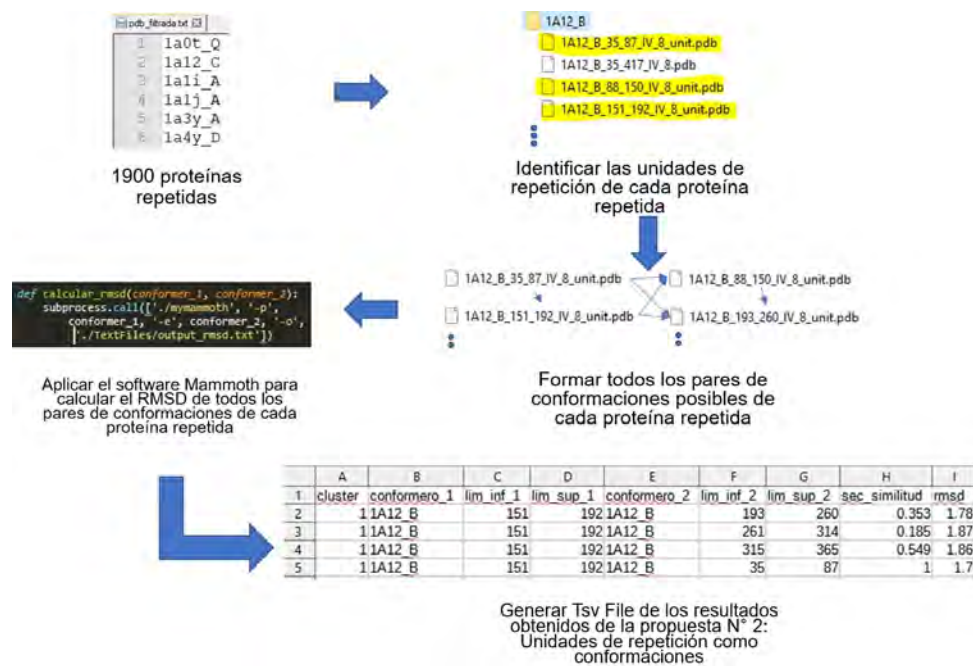 pdb_filtrada.txt
1 1a0t_Q
2 1a12_C
3 1a1i_A
4 1a1j_A
5 1a3y_A
6 1a4y_D
1900 proteínas
repetidas
1A12_B
1A12_B_35_87_IV_8_unit.pdb
1A12_B_35_417_IV_8.pdb
1A12_B_88_150_IV_8_unit.pdb
1A12_B_151_192_IV_8_unit.pdb
Identificar las unidades de
repetición de cada proteína
repetida
1A12_B_35_87_IV_8_unit.pdb 1A12_B_88_150_IV_8_unit.pdb
1A12_B_151_192_IV_8_unit.pdb 1A12_B_193_260_IV_8_unit.pdb
Formar todos los pares de
conformaciones posibles de
cada proteína repetida
def calcular_rmsd(conformer_1, conformer_2):
subprocess.call(['./mymammoth', '-p',
conformer_1, '-e', conformer_2, '-o',
'./TextFiles/output_rmsd.txt'])
Aplicar el software Mammoth para
calcular el RMSD de todos los
pares de conformaciones de cada
proteína repetida
A B C D E F G H I
1 cluster conformero_1 lim_inf_1 lim_sup_1 conformero_2 lim_inf_2 lim_sup_2 sec_similitud rmsd
2 1 1A12_B 151 192 1A12_B 193 260 0.353 1.78
3 1 1A12_B 151 192 1A12_B 261 314 0.185 1.87
4 1 1A12_B 151 192 1A12_B 315 365 0.549 1.86
5 1 1A12_B 151 192 1A12_B 35 87 1 1.7
Generar Tsv File de los resultados
obtenidos de la propuesta N° 2:
Unidades de repetición como
conformaciones